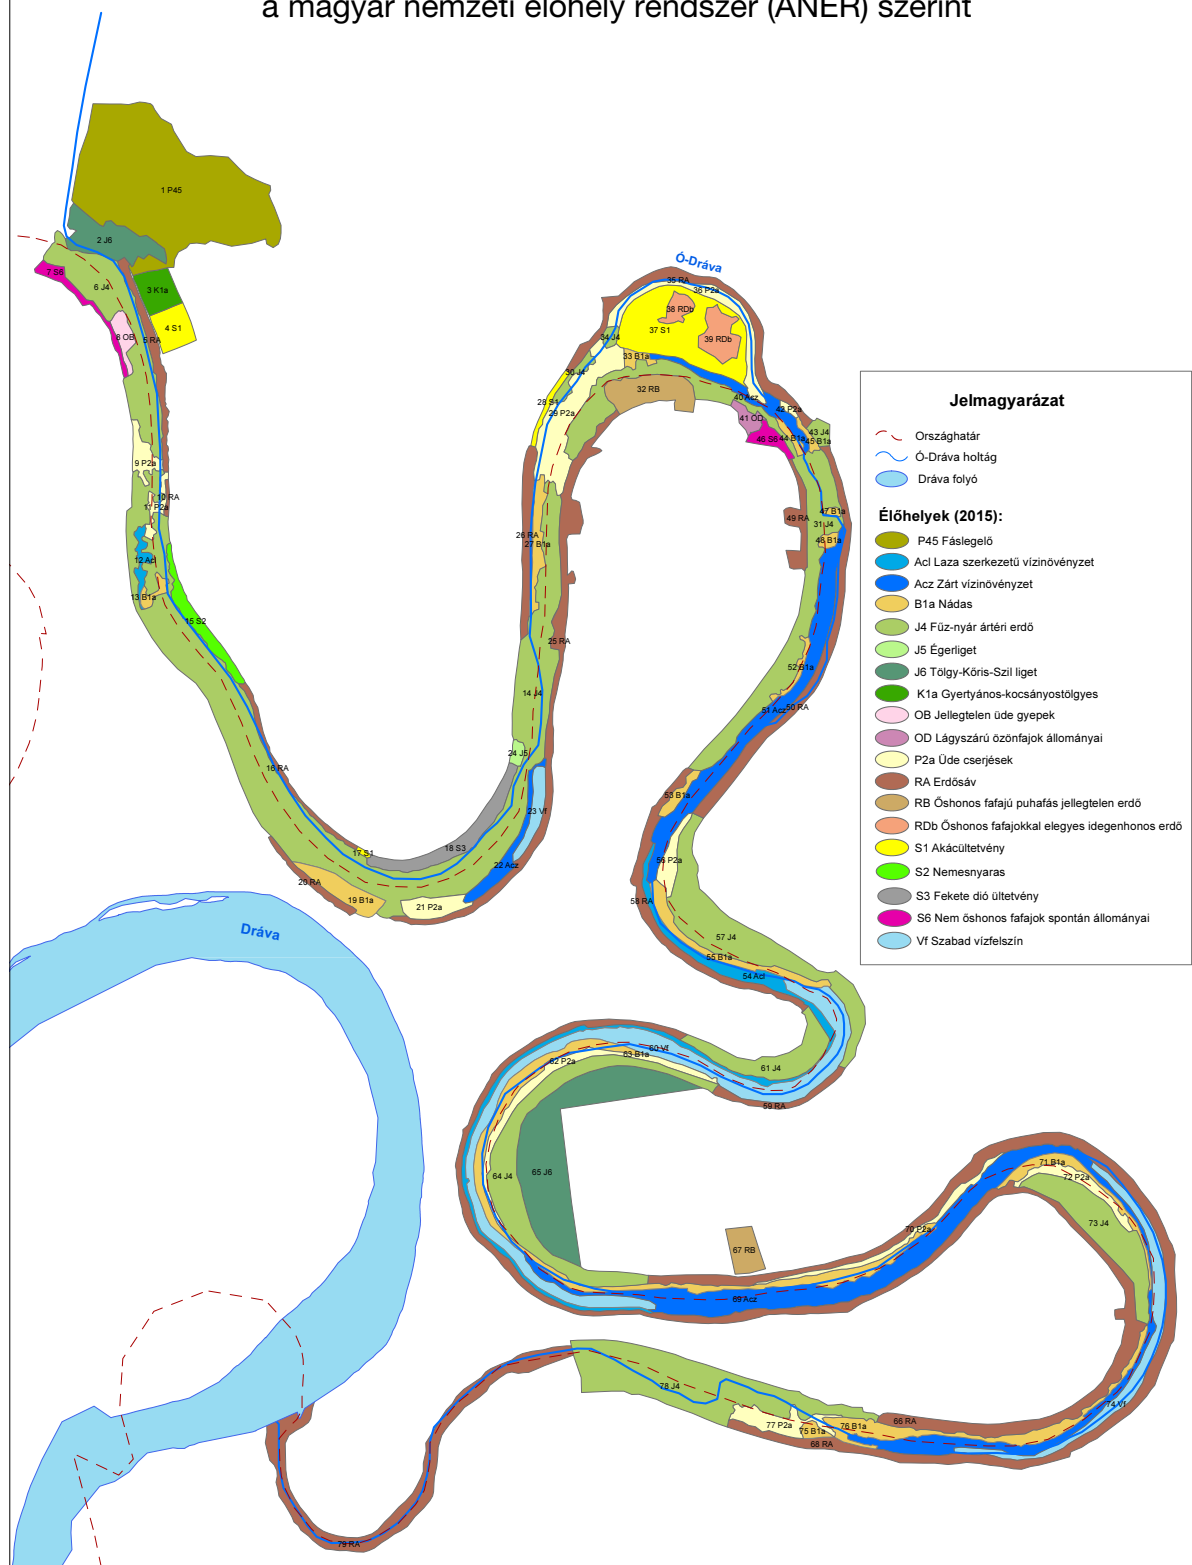 a magyar nemzeti élőhely rendszer (ÁNÉR) szerint
1 P45
2 J6
7 S6
6 J4
3 K1a
4 S1
8 OB
5 RA
9 P2a
10 RA
11 P2a
12 Acl
13 B1a
15 S2
16 RA
17 S1
18 S3
20 RA
19 B1a
21 P2a
22 Acz
23 Vf
24 J5
14 J4
25 RA
26 RA
27 B1a
28 S1
29 P2a
30 J4
34 J4
33 B1a
32 RB
Ó-Dráva
35 RA
36 P2a
38 RDb
37 S1
39 RDb
40 Acz
41 OD
42 P2a
43 J4
44 B1a
45 B1a
46 S6
47 B1a
49 RA
31 J4
48 B1a
52 B1a
51 Acz
50 RA
53 B1a
56 P2a
58 RA
57 J4
55 B1a
54 Acl
60 Vf
62 P2a
63 B1a
61 J4
59 RA
64 J4
65 J6
67 RB
69 Acz
70 P2a
71 B1a
72 P2a
73 J4
74 Vf
66 RA
76 B1a
75 B1a
77 P2a
68 RA
78 J4
79 RA
Dráva
Jelmagyarázat
Országhatár
Ó-Dráva holtág
Dráva folyó
Élőhelyek (2015):
P45 Fáslegelő
Acl Laza szerkezetű vízinövényzet
Acz Zárt vízinövényzet
B1a Nádas
J4 Fűz-nyár ártéri erdő
J5 Égerliget
J6 Tölgy-Kőris-Szil liget
K1a Gyertyános-kocsányostölgyes
OB Jellegtelen üde gyepek
OD Lágyszárú özönfajok állományai
P2a Üde cserjések
RA Erdősáv
RB Őshonos fafajú puhafás jellegtelen erdő
RDb Őshonos fafajokkal elegyes idegenhonos erdő
S1 Akácültetvény
S2 Nemesnyaras
S3 Fekete dió ültetvény
S6 Nem őshonos fafajok spontán állományai
Vf Szabad vízfelszín